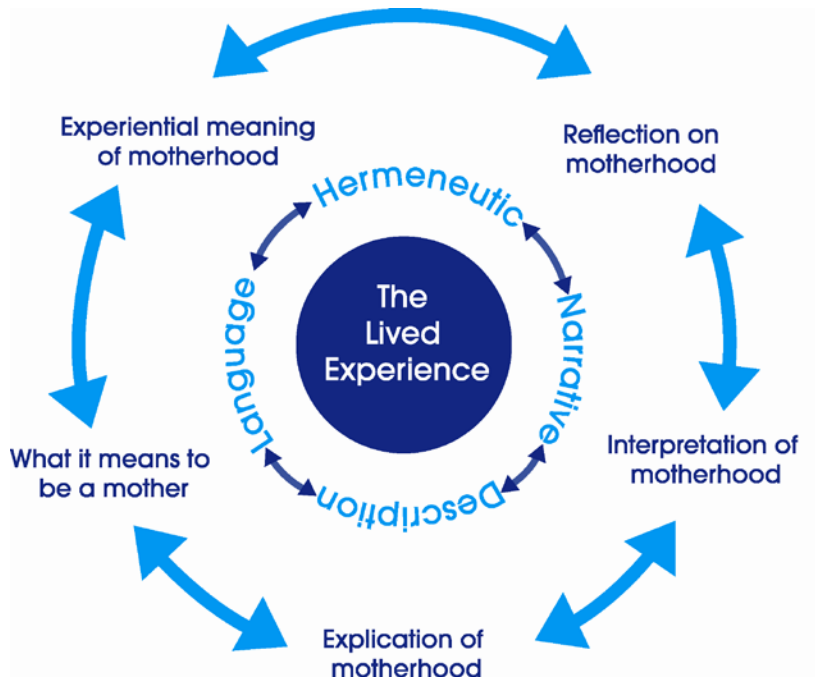 Experiential meaning
of motherhood
Reflection on
motherhood
Hermeneutic
Language
The
Lived
Experience
Narrative
Description
What it means to
be a mother
Interpretation of
motherhood
Explication of
motherhood